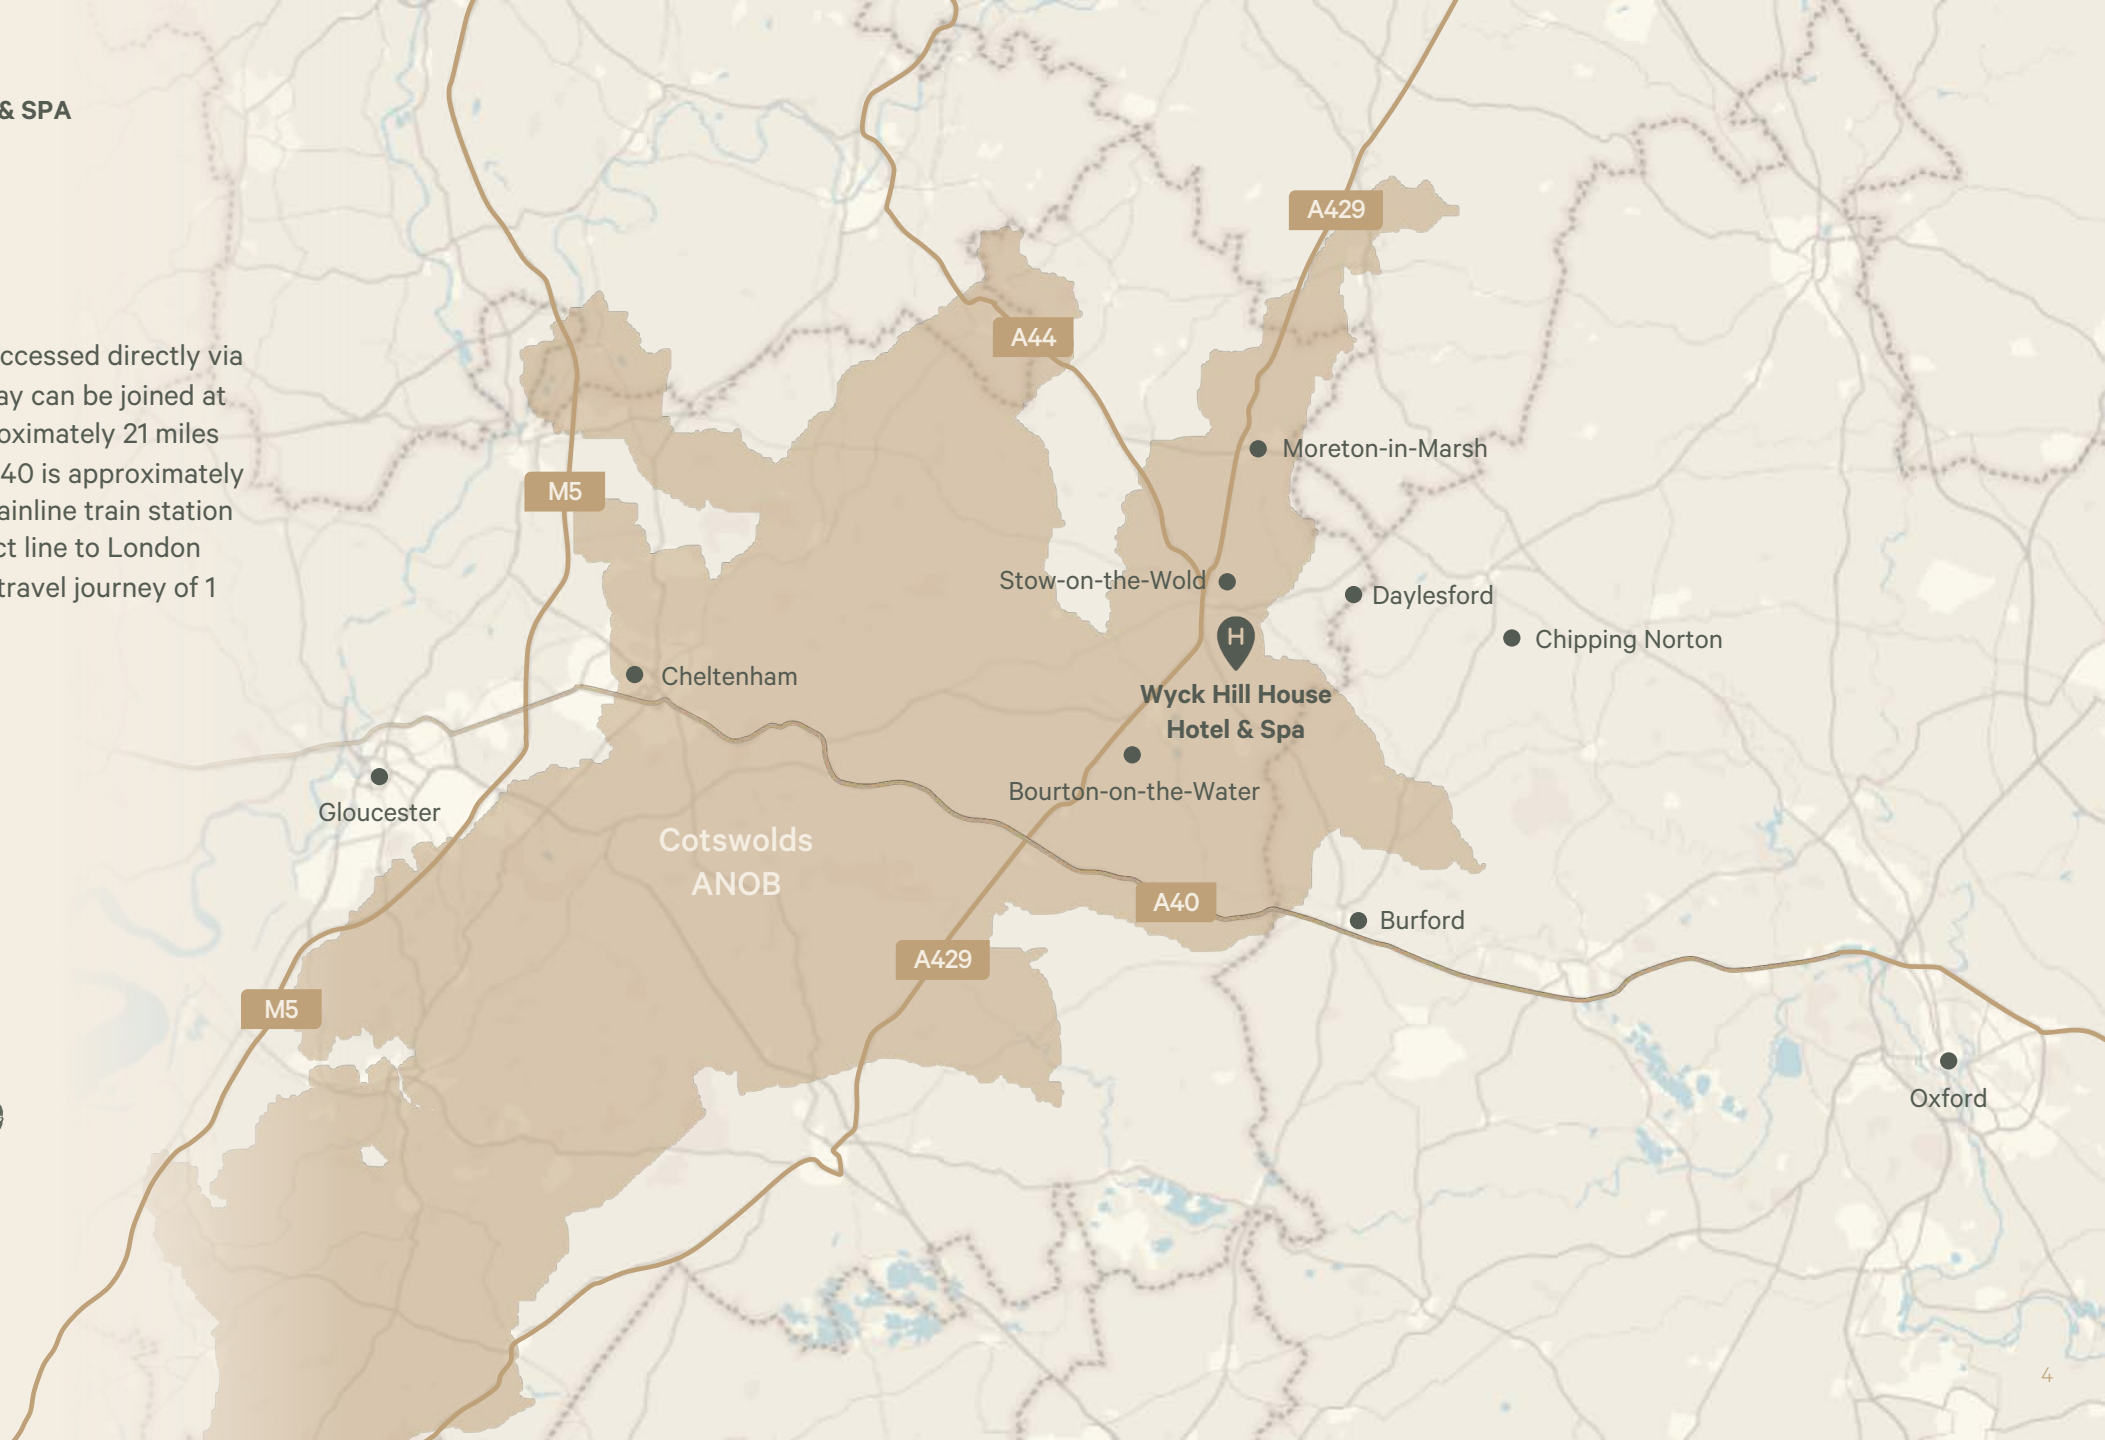 & SPA
ccessed directly via
ay can be joined at
oximately 21 miles
40 is approximately
ainline train station
ct line to London
travel journey of 1
A429
A44
Moreton-in-Marsh
M5
Stow-on-the-Wold
Daylesford
H
Chipping Norton
Cheltenham
Wyck Hill House
Hotel & Spa
Gloucester
Bourton-on-the-Water
Cotswolds
ANOB
A40
Burford
A429
M5
Oxford
4